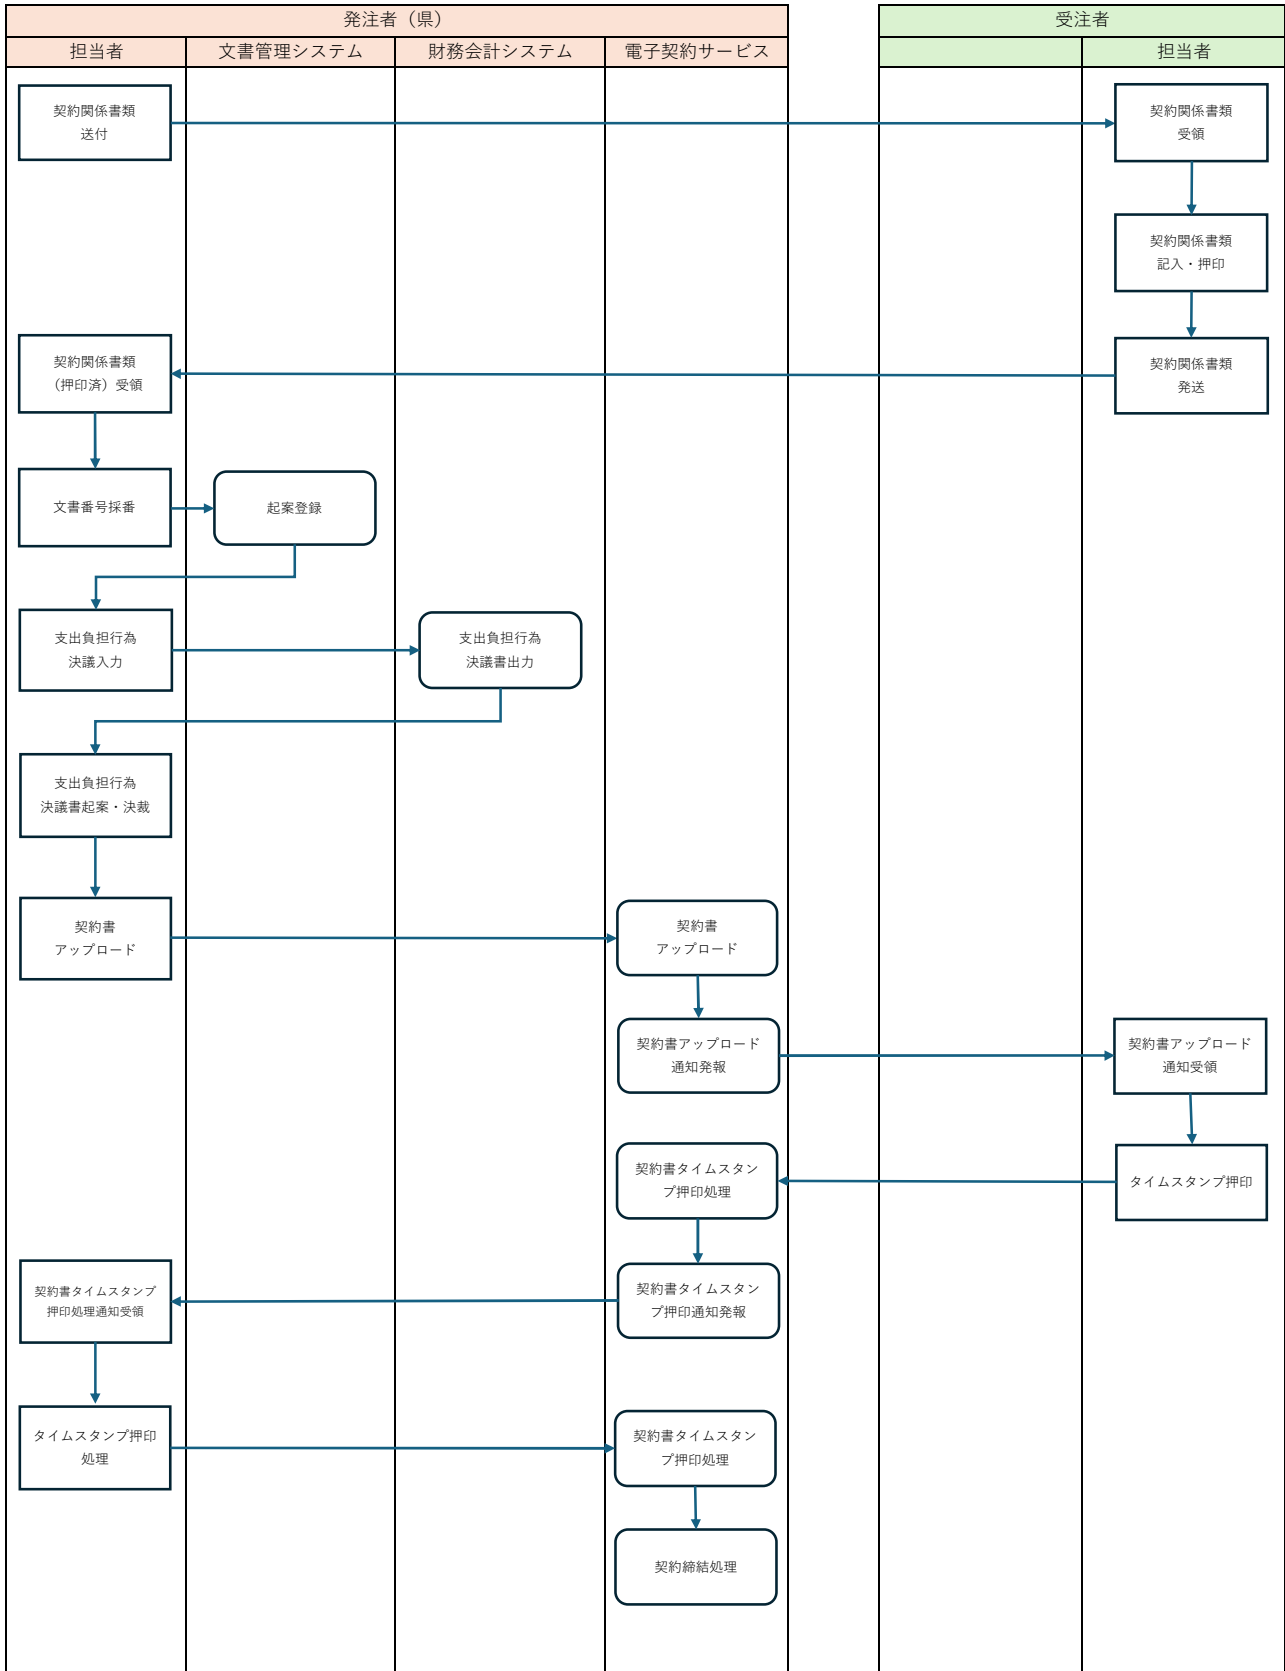 発注者（県）
受注者
担当者
文書管理システム
財務会計システム
電子契約サービス
担当者
契約関係書類
送付
契約関係書類
受領
契約関係書類
記入・押印
契約関係書類
（押印済）受領
契約関係書類
発送
文書番号採番
起案登録
支出負担行為
決議入力
支出負担行為
決議書出力
支出負担行為
決議書起案・決裁
契約書
アップロード
契約書
アップロード
契約書アップロード
通知発報
契約書アップロード
通知受領
契約書タイムスタン
プ押印処理
タイムスタンプ押印
契約書タイムスタンプ
押印処理通知受領
契約書タイムスタン
プ押印通知発報
タイムスタンプ押印
処理
契約書タイムスタン
プ押印処理
契約締結処理